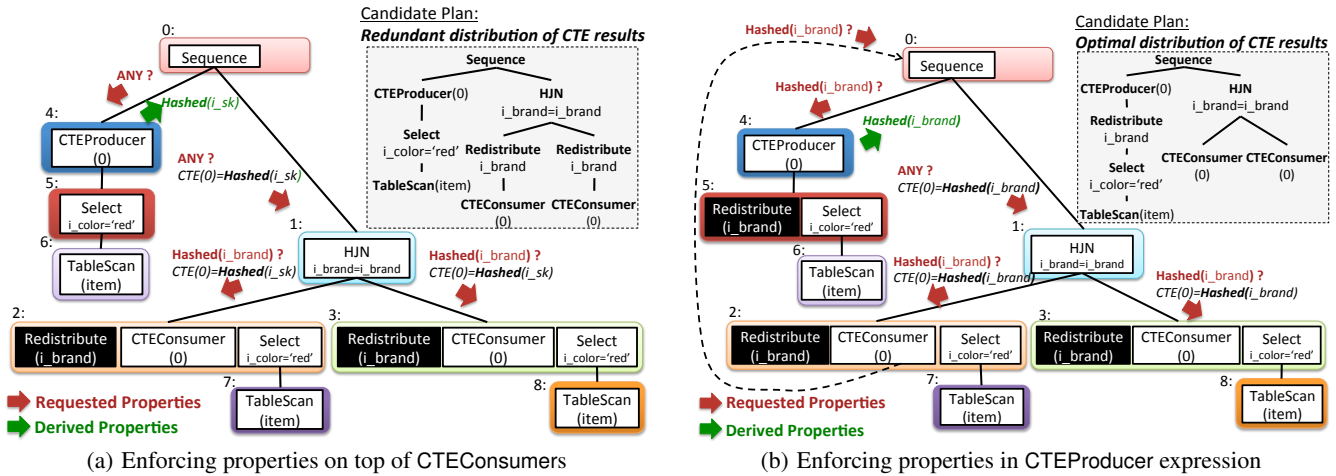 Candidate Plan:
Redundant distribution of CTE results
Sequence
CTEProducer(0)
HJN
i_brand=i_brand
Select
i_color='red'
Redistribute
i_brand
Redistribute
i_brand
TableScan(item)
CTEConsumer
(0)
CTEConsumer
(0)
0:
Sequence
ANY ?
Hashed(i_sk)
4:
CTEProducer
(0)
ANY ?
CTE(0)=Hashed(i_sk)
5:
Select
i_color='red'
6:
TableScan
(item)
1:
HJN
i_brand=i_brand
Hashed(i_brand) ?
CTE(0)=Hashed(i_sk)
Hashed(i_brand) ?
CTE(0)=Hashed(i_sk)
2:
Redistribute
(i_brand)
CTEConsumer
(0)
Select
i_color='red'
3:
Redistribute
(i_brand)
CTEConsumer
(0)
Select
i_color='red'
7:
TableScan
(item)
8:
TableScan
(item)
Requested Properties
Derived Properties
(a) Enforcing properties on top of CTEConsumers
Candidate Plan:
Optimal distribution of CTE results
Sequence
CTEProducer(0)
HJN
i_brand=i_brand
Redistribute
i_brand
Select
i_color='red'
CTEConsumer
(0)
CTEConsumer
(0)
TableScan(item)
Hashed(i_brand) ?
0:
Sequence
Hashed(i_brand) ?
Hashed(i_brand)
4:
CTEProducer
(0)
ANY ?
CTE(0)=Hashed(i_brand)
5:
Redistribute
(i_brand)
Select
i_color='red'
6:
TableScan
(item)
1:
HJN
i_brand=i_brand
Hashed(i_brand) ?
CTE(0)=Hashed(i_brand)
Hashed(i_brand) ?
CTE(0)=Hashed(i_brand)
2:
Redistribute
(i_brand)
CTEConsumer
(0)
Select
i_color='red'
3:
Redistribute
(i_brand)
CTEConsumer
(0)
Select
i_color='red'
7:
TableScan
(item)
8:
TableScan
(item)
Requested Properties
Derived Properties
(b) Enforcing properties in CTEProducer expression